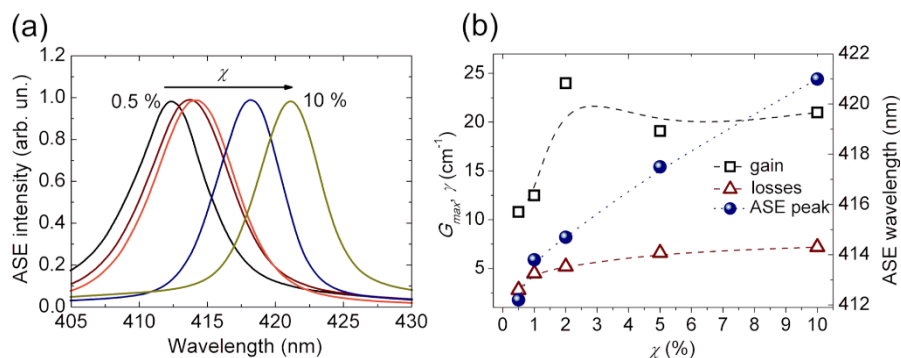 (a)
1.2
1.0
0.8
0.6
0.4
0.2
0.0
ASE intensity (arb. un.)
χ
0.5 %
10 %
405 410 415 420 425 430
Wavelength (nm)
(b)
25
20
15
10
5
G_max, γ (cm⁻¹)
gain
losses
ASE peak
422
420
418
416
414
412
ASE wavelength (nm)
0 1 2 3 4 5 6 7 8 9 10
χ (%)